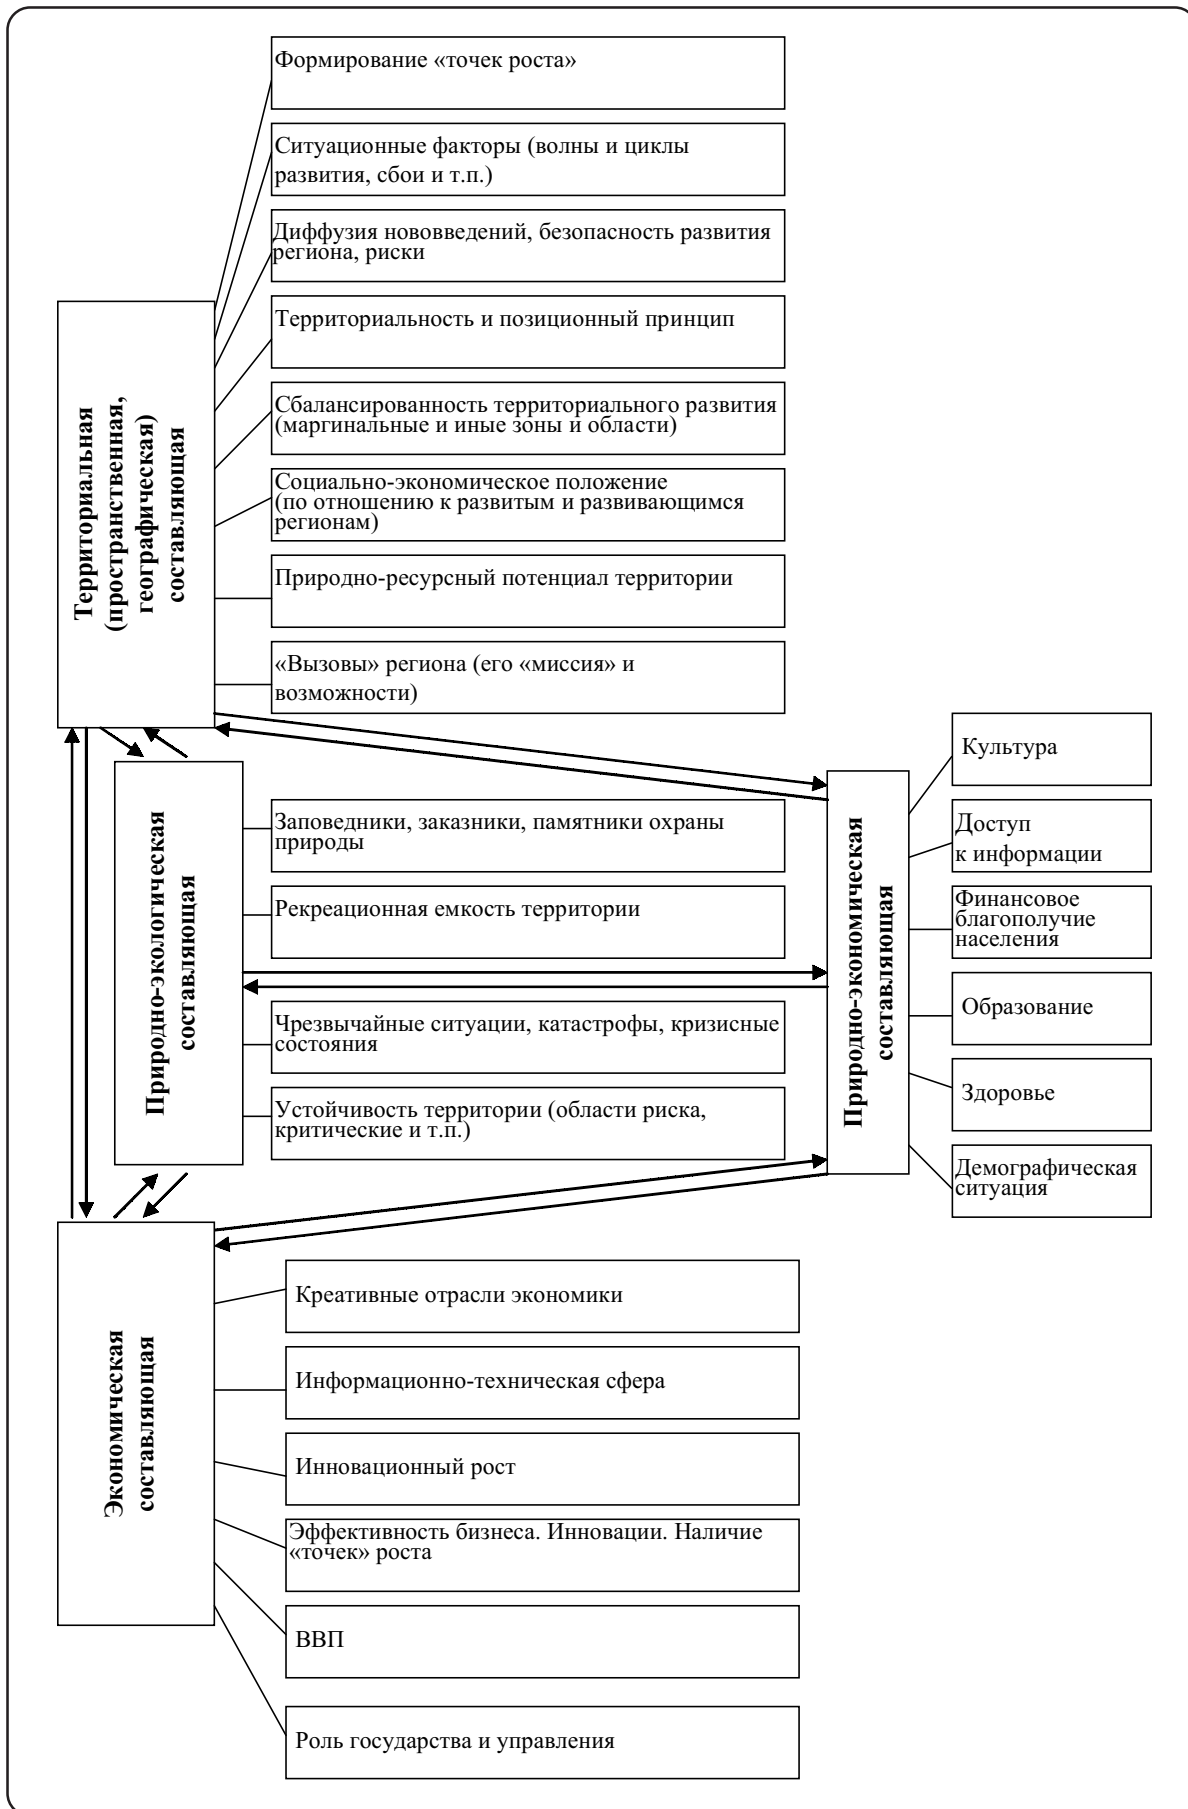 Формирование «точек роста»
Ситуационные факторы (волны и циклы
развития, сбои и т.п.)
Диффузия нововведений, безопасность развития
региона, риски
Территориальность и позиционный принцип
Сбалансированность территориального развития
(маргинальные и иные зоны и области)
Социально-экономическое положение
(по отношению к развитым и развивающимся
регионам)
Природно-ресурсный потенциал территории
«Вызовы» региона (его «миссия» и
возможности)
Территориальная
(пространственная,
географическая)
составляющая
Заповедники, заказники, памятники охраны
природы
Рекреационная емкость территории
Чрезвычайные ситуации, катастрофы, кризисные
состояния
Устойчивость территории (области риска,
критические и т.п.)
Природно-экологическая
составляющая
Природно-экономическая
составляющая
Культура
Доступ
к информации
Финансовое
благополучие
населения
Образование
Здоровье
Демографическая
ситуация
Экономическая
составляющая
Креативные отрасли экономики
Информационно-техническая сфера
Инновационный рост
Эффективность бизнеса. Инновации. Наличие
«точек» роста
ВВП
Роль государства и управления